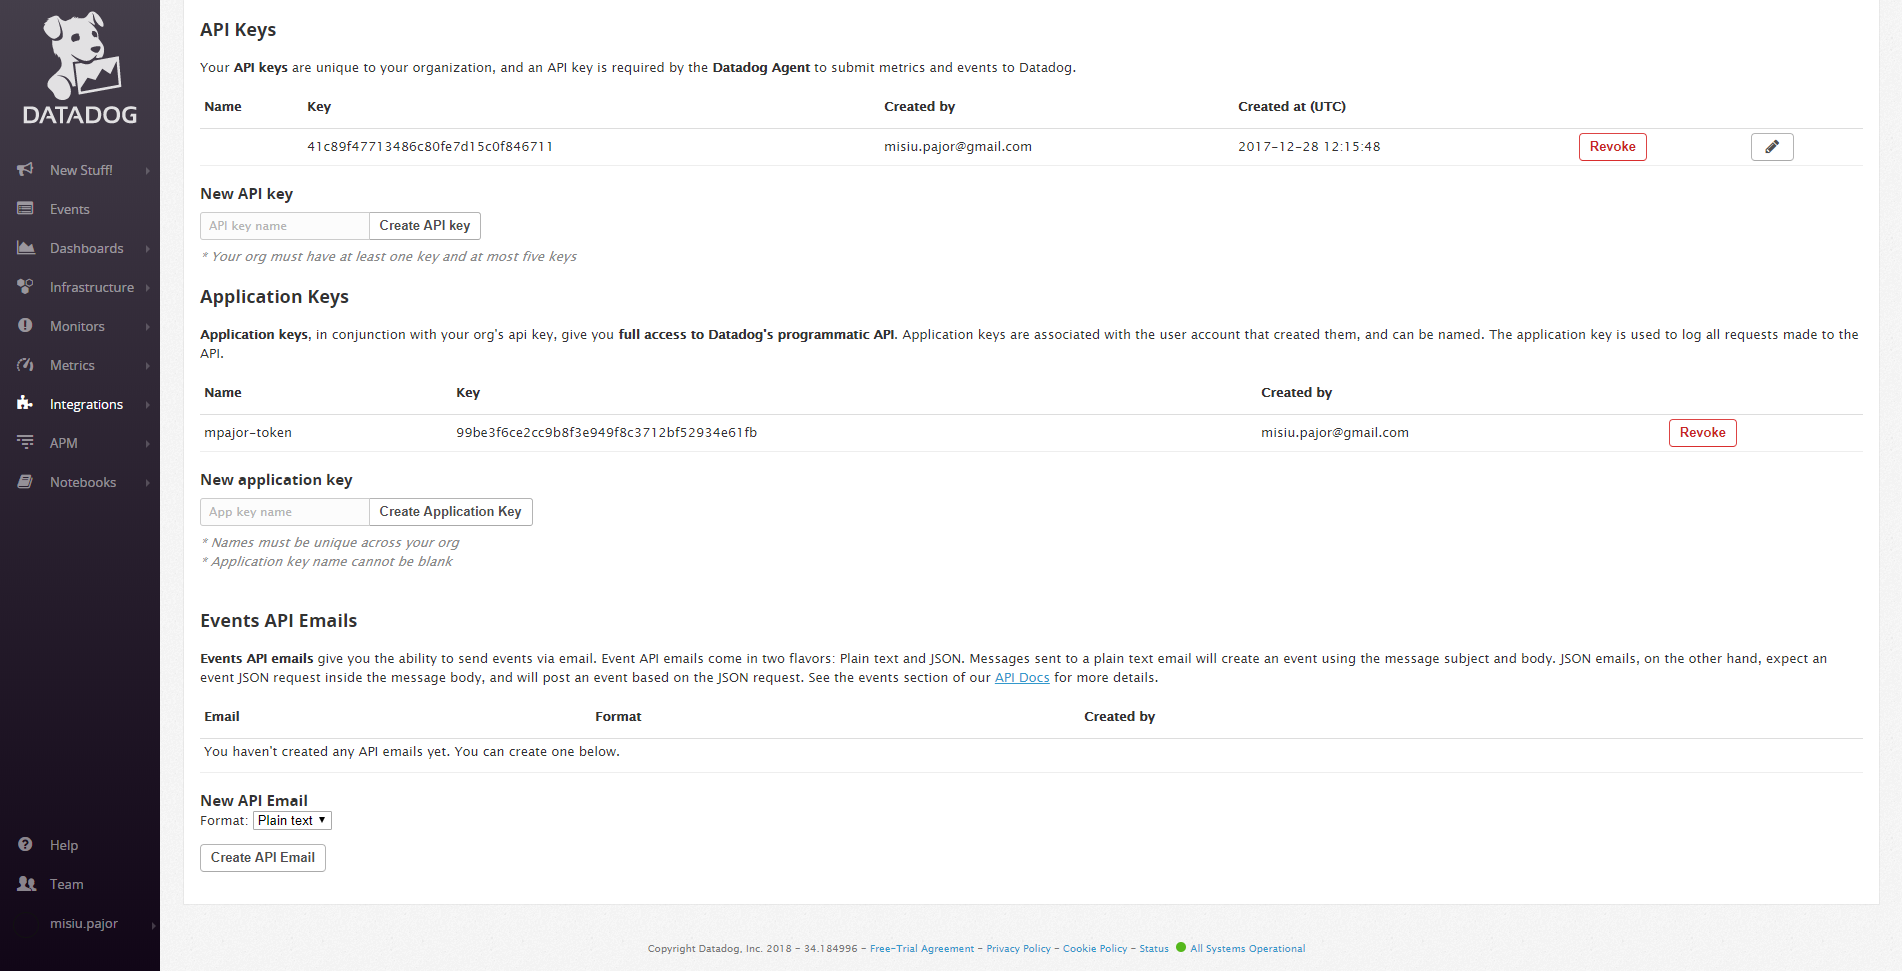 DATADOG
New Stuff!
Events
Dashboards
Infrastructure
Monitors
Metrics
Integrations
APM
Notebooks
Help
Team
misiu.pajor
API Keys
Your API keys are unique to your organization, and an API key is required by the Datadog Agent to submit metrics and events to Datadog.
Name Key Created by Created at (UTC)
41c89f47713486c80fe7d15c0f846711 misiu.pajor@gmail.com 2017-12-28 12:15:48 Revoke
New API key
API key name Create API key
* Your org must have at least one key and at most five keys
Application Keys
Application keys, in conjunction with your org's api key, give you full access to Datadog's programmatic API. Application keys are associated with the user account that created them, and can be named. The application key is used to log all requests made to the
API.
Name Key Created by
mpajor-token 99be3f6ce2cc9b8f3e949f8c3712bf52934e61fb misiu.pajor@gmail.com Revoke
New application key
App key name Create Application Key
* Names must be unique across your org
* Application key name cannot be blank
Events API Emails
Events API emails give you the ability to send events via email. Event API emails come in two flavors: Plain text and JSON. Messages sent to a plain text email will create an event using the message subject and body. JSON emails, on the other hand, expect an
event JSON request inside the message body, and will post an event based on the JSON request. See the events section of our API Docs for more details.
Email Format Created by
You haven't created any API emails yet. You can create one below.
New API Email
Format: Plain text
Create API Email
Copyright Datadog, Inc. 2018 - 34.184996 - Free-Trial Agreement - Privacy Policy - Cookie Policy - Status All Systems Operational